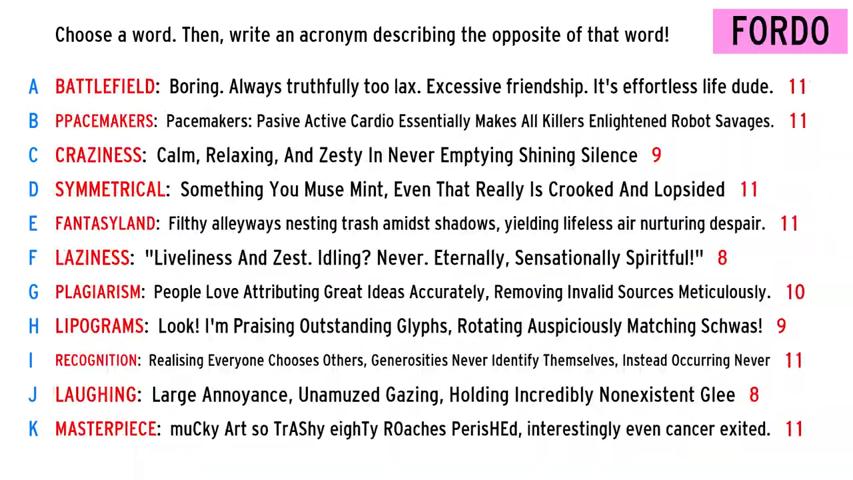 Choose a word. Then, write an acronym describing the opposite of that word!
FORDO
A BATTLEFIELD: Boring. Always truthfully too lax. Excessive friendship. It's effortless life dude. 11
B PPACEMAKERS: Pacemakers: Pasive Active Cardio Essentially Makes All Killers Enlightened Robot Savages. 11
C CRAZINESS: Calm, Relaxing, And Zesty In Never Emptying Shining Silence 9
D SYMMETRICAL: Something You Muse Mint, Even That Really Is Crooked And Lopsided 11
E FANTASYLAND: Filthy alleyways nesting trash amidst shadows, yielding lifeless air nurturing despair. 11
F LAZINESS: "Liveliness And Zest. Idling? Never. Eternally, Sensationally Spiritful!" 8
G PLAGIARISM: People Love Attributing Great Ideas Accurately, Removing Invalid Sources Meticulously. 10
H LIPOGRAMS: Look! I'm Praising Outstanding Glyphs, Rotating Auspiciously Matching Schwas! 9
I RECOGNITION: Realising Everyone Chooses Others, Generosities Never Identify Themselves, Instead Occurring Never 11
J LAUGHING: Large Annoyance, Unamuzed Gazing, Holding Incredibly Nonexistent Glee 8
K MASTERPIECE: muCky Art so TrAShy eighTy ROaches PerisHEd, interestingly even cancer exited. 11